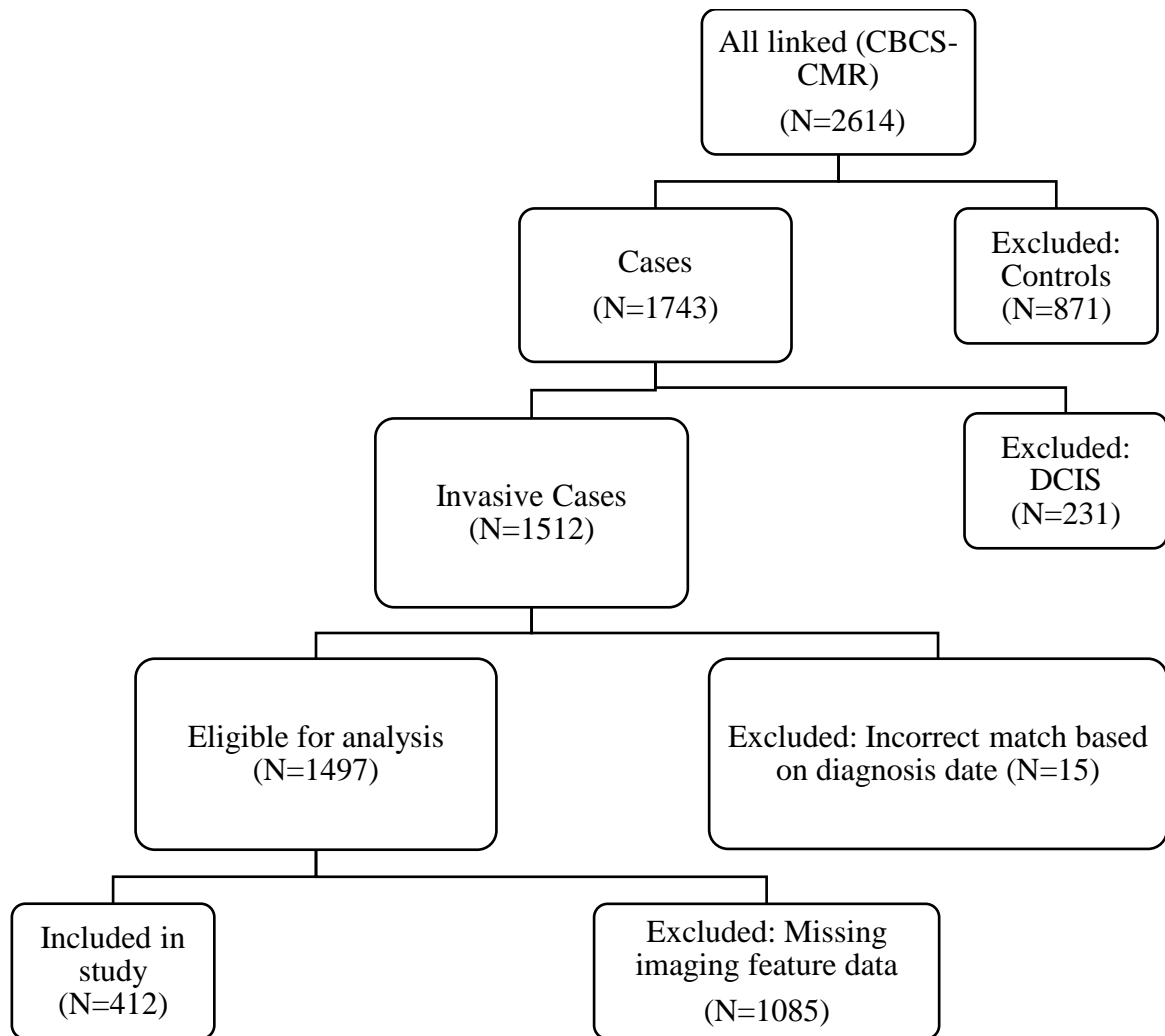 All linked (CBCS-
CMR)
(N=2614)
Cases
(N=1743)
Excluded:
Controls
(N=871)
Invasive Cases
(N=1512)
Excluded:
DCIS
(N=231)
Eligible for analysis
(N=1497)
Excluded: Incorrect match based
on diagnosis date (N=15)
Included in
study
(N=412)
Excluded: Missing
imaging feature data
(N=1085)